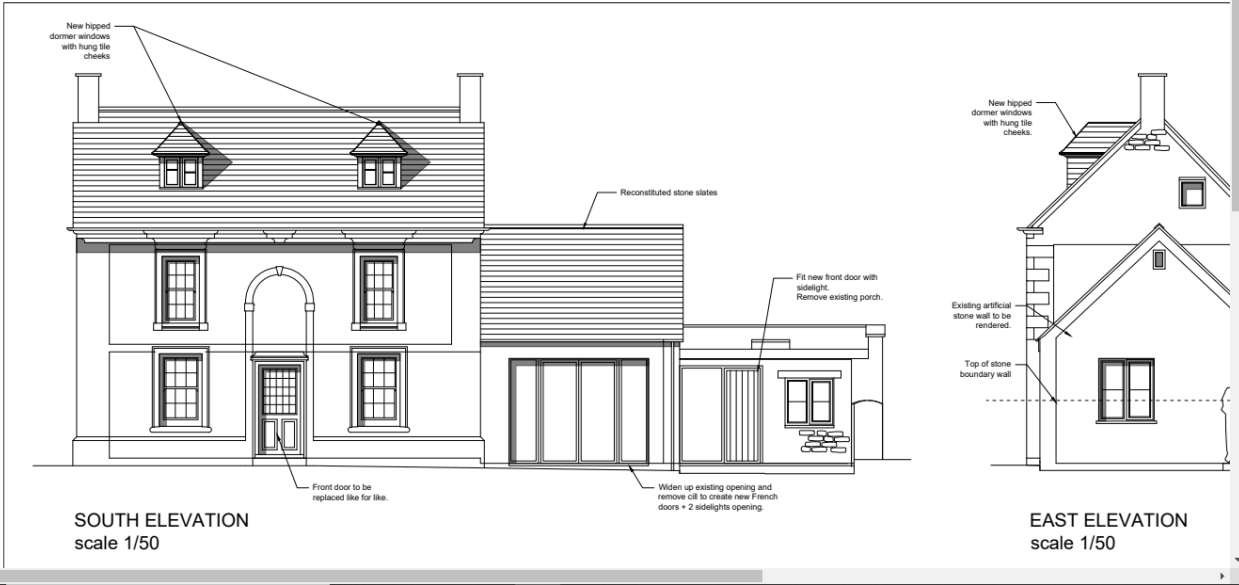 New hipped
dormer windows
with hung tile
cheeks
New hipped
dormer windows
with hung tile
cheeks.
Reconstituted stone slates
Fit new front door with
sidelight.
Remove existing porch.
Existing artificial
stone wall to be
rendered.
Top of stone
boundary wall
Front door to be
replaced like for like.
Widen up existing opening and
remove cill to create new French
doors + 2 sidelights opening.
SOUTH ELEVATION
scale 1/50
EAST ELEVATION
scale 1/50